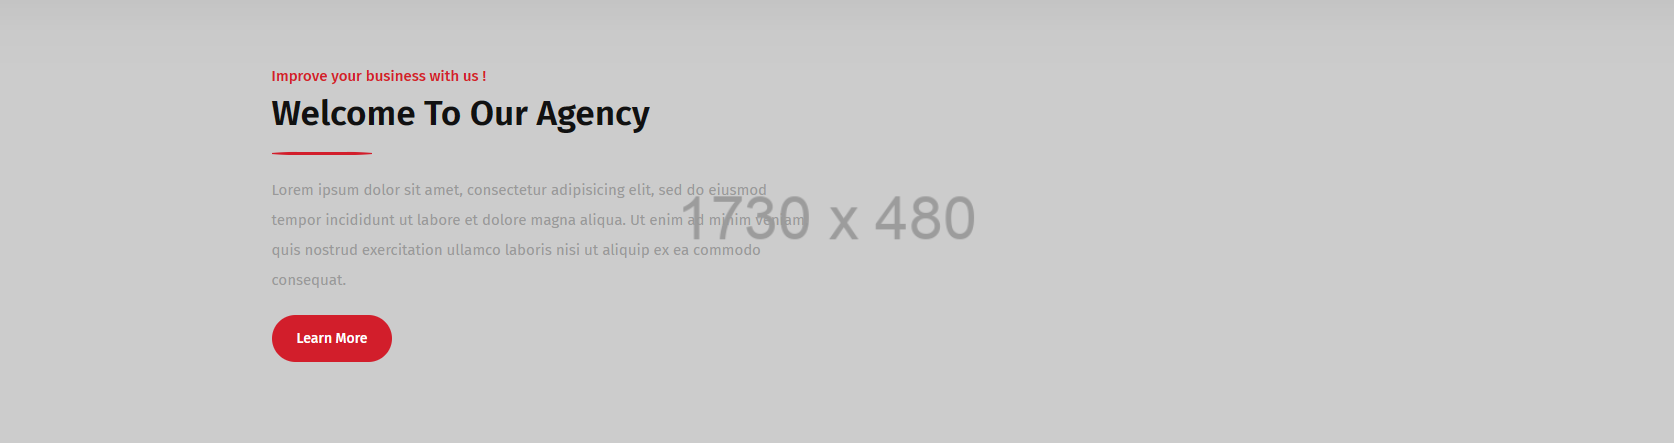 Improve your business with us !
Welcome To Our Agency
Lorem ipsum dolor sit amet, consectetur adipisicing elit, sed do eiusmod
tempor incididunt ut labore et dolore magna aliqua. Ut enim ad minim veniam
quis nostrud exercitation ullamco laboris nisi ut aliquip ex ea commodo
consequat.
1730 x 480
Learn More